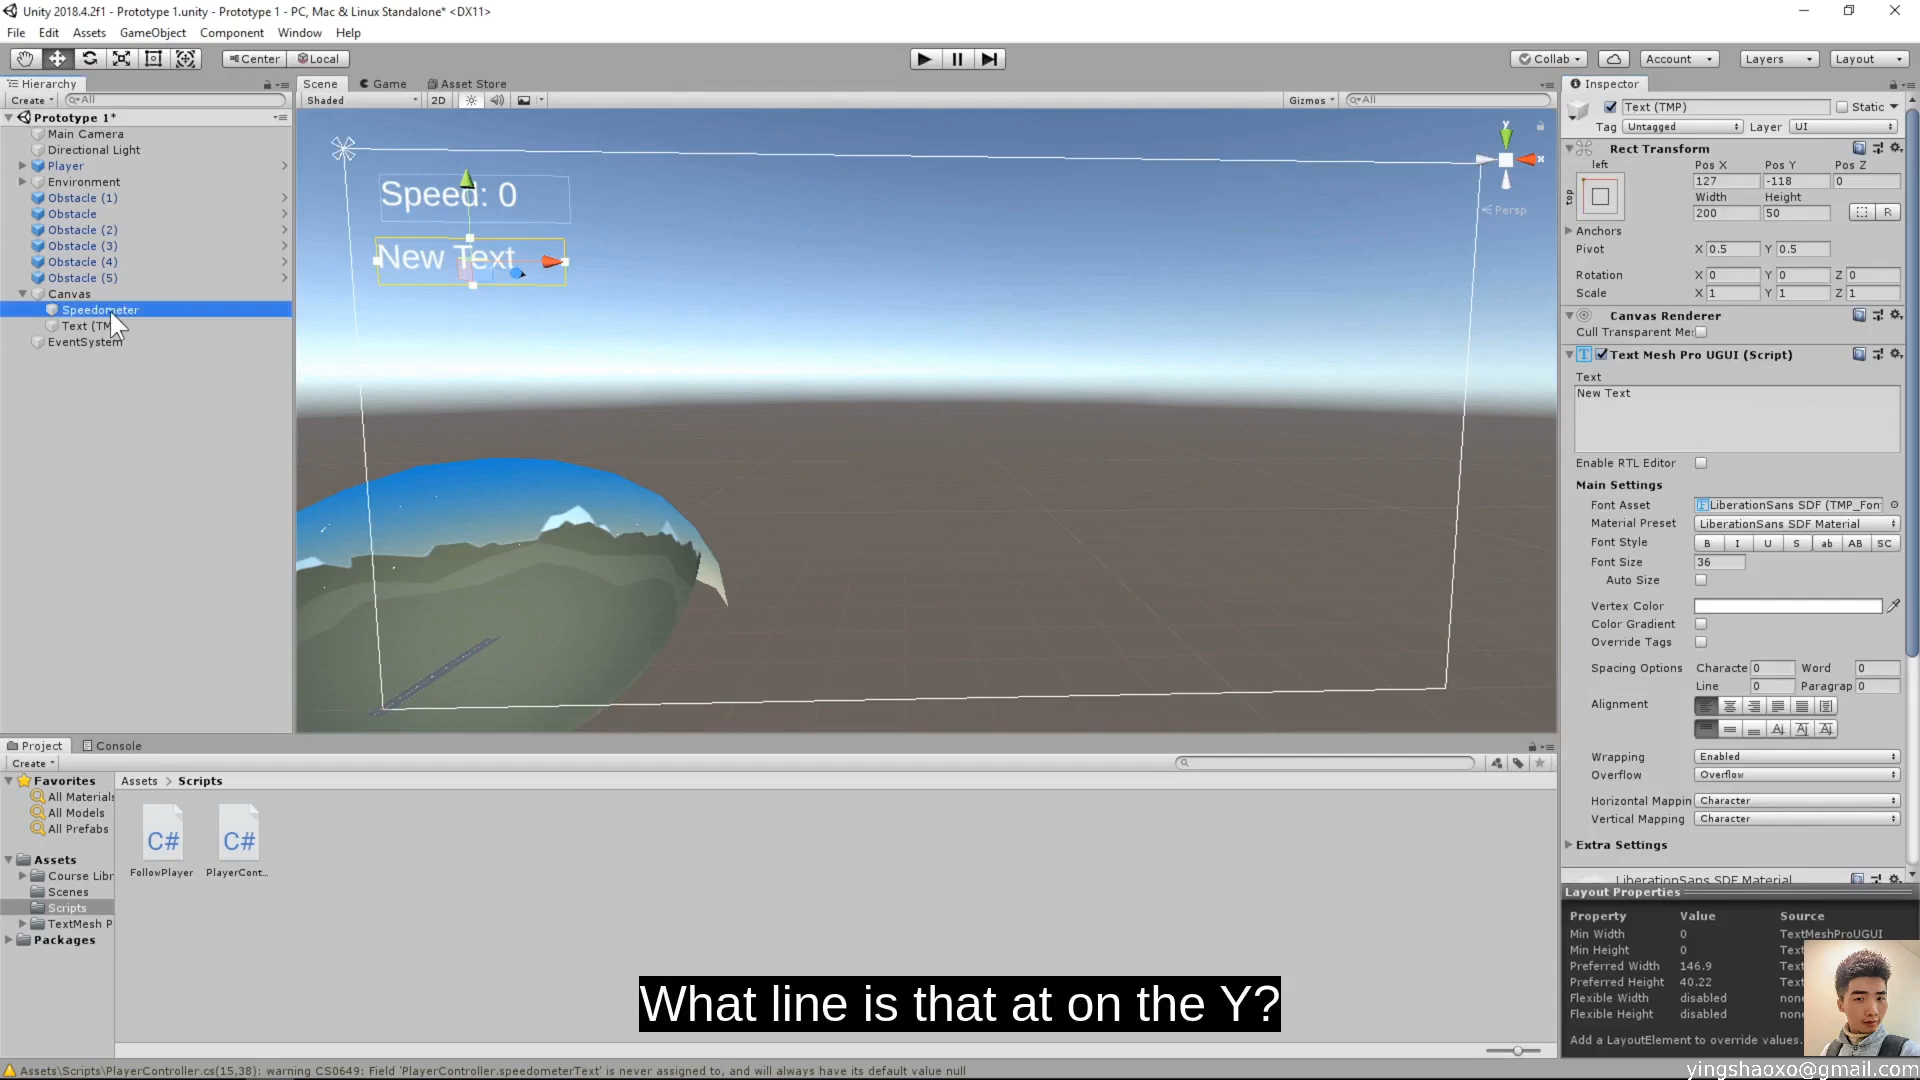 Unity 2018.4.2f1 - Prototype 1.unity - Prototype 1 - PC, Mac & Linux Standalone* <DX11>
File Edit Assets GameObject Component Window Help
Center Local Collab Account Layers Layout
Hierarchy
Create All
Prototype 1*
Main Camera
Directional Light
Player
Environment
Obstacle (1)
Obstacle
Obstacle (2)
Obstacle (3)
Obstacle (4)
Obstacle (5)
Canvas
Speedometer
Text (TM
EventSystem
Scene Game Asset Store
Shaded 2D Gizmos All
y
x
Persp
Speed: 0
New Text
Inspector
Text (TMP) Static
Tag Untagged Layer UI
Rect Transform
left Pos X Pos Y Pos Z
top 127 -118 0
Width Height
200 50 R
Anchors
Pivot X 0.5 Y 0.5
Rotation X 0 Y 0 Z 0
Scale X 1 Y 1 Z 1
Canvas Renderer
Cull Transparent Me:
Text Mesh Pro UGUI (Script)
Text
New Text
Enable RTL Editor
Main Settings
Font Asset LiberationSans SDF (TMP_Fon
Material Preset LiberationSans SDF Material
Font Style B I U S ab AB SC
Font Size 36
Auto Size
Vertex Color
Color Gradient
Override Tags
Spacing Options Characte 0 Word 0
Line 0 Paragrap 0
Alignment
Wrapping Enabled
Overflow Overflow
Horizontal Mappin Character
Vertical Mapping Character
Extra Settings
LiberationSans SDF Material
Layout Properties
Property Value Source
Min Width 0 TextMeshProUGUI
Min Height 0 Text
Preferred Width 146.9 Text
Preferred Height 40.22 Text
Flexible Width disabled none
Flexible Height disabled none
Add a LayoutElement to override values.
Project Console
Create
Favorites
All Materials
All Models
All Prefabs
Assets
Course Libr
Scenes
Scripts
TextMesh P
Packages
Assets > Scripts
C# C#
FollowPlayer PlayerCont...
What line is that at on the Y?
Assets\Scripts\PlayerController.cs(15,38): warning CS0649: Field 'PlayerController.speedometerText' is never assigned to, and will always have its default value null
yingshaoxo@gmail.com